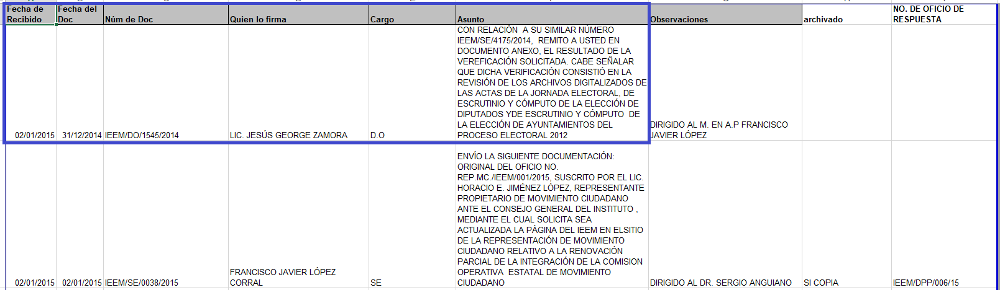 Fecha de Recibido
Fecha del Doc
Núm de Doc
Quien lo firma
Cargo
Asunto
Observaciones
archivado
NO. DE OFICIO DE
RESPUESTA
02/01/2015
31/12/2014
IEEM/DO/1545/2014
LIC. JESÚS GEORGE ZAMORA
D.O
CON RELACIÓN  A SU SIMILAR NÚMERO
IEEM/SE/4175/2014,  REMITO A USTED EN
DOCUMENTO ANEXO, EL RESULTADO DE LA
VEREFICACIÓN SOLICITADA. CABE SEÑALAR
QUE DICHA VERIFICACIÓN CONSISTIÓ EN LA
REVISIÓN DE LOS ARCHIVOS DIGITALIZADOS DE
LAS ACTAS DE LA JORNADA ELECTORAL, DE
ESCRUTINIO Y CÓMPUTO DE LA ELECCIÓN DE
DIPUTADOS YDE ESCRUTINIO Y CÓMPUTO  DE
LA ELECCIÓN DE AYUNTAMIENTOS DEL
PROCESO ELECTORAL 2012
DIRIGIDO AL M. EN A.P FRANCISCO
JAVIER LÓPEZ
02/01/2015
02/01/2015
IEEM/SE/0038/2015
FRANCISCO JAVIER LÓPEZ
CORRAL
SE
ENVÍO LA SIGUIENTE DOCUMENTACIÓN:
ORIGINAL DEL OFICIO NO.
REP.MC./IEEM/001/2015, SUSCRITO POR EL LIC.
HORACIO E. JIMÉNEZ LÓPEZ, REPRESENTANTE
PROPIETARIO DE MOVIMIENTO CIUDADANO
ANTE EL CONSEJO GENERAL DEL INSTITUTO ,
MEDIANTE EL CUAL SOLICITA SEA
ACTUALIZADA LA PÁGINA DEL IEEM EN ELSITIO
DE LA REPRESENTACIÓN DE MOVIMIENTO
CIUDADANO RELATIVO A LA RENOVACIÓN
PARCIAL DE LA INTEGRACIÓN DE LA COMISION
OPERATIVA  ESTATAL DE MOVIMIENTO
CIUDADANO
DIRIGIDO AL DR. SERGIO ANGUIANO
SI COPIA
IEEM/DPP/006/15